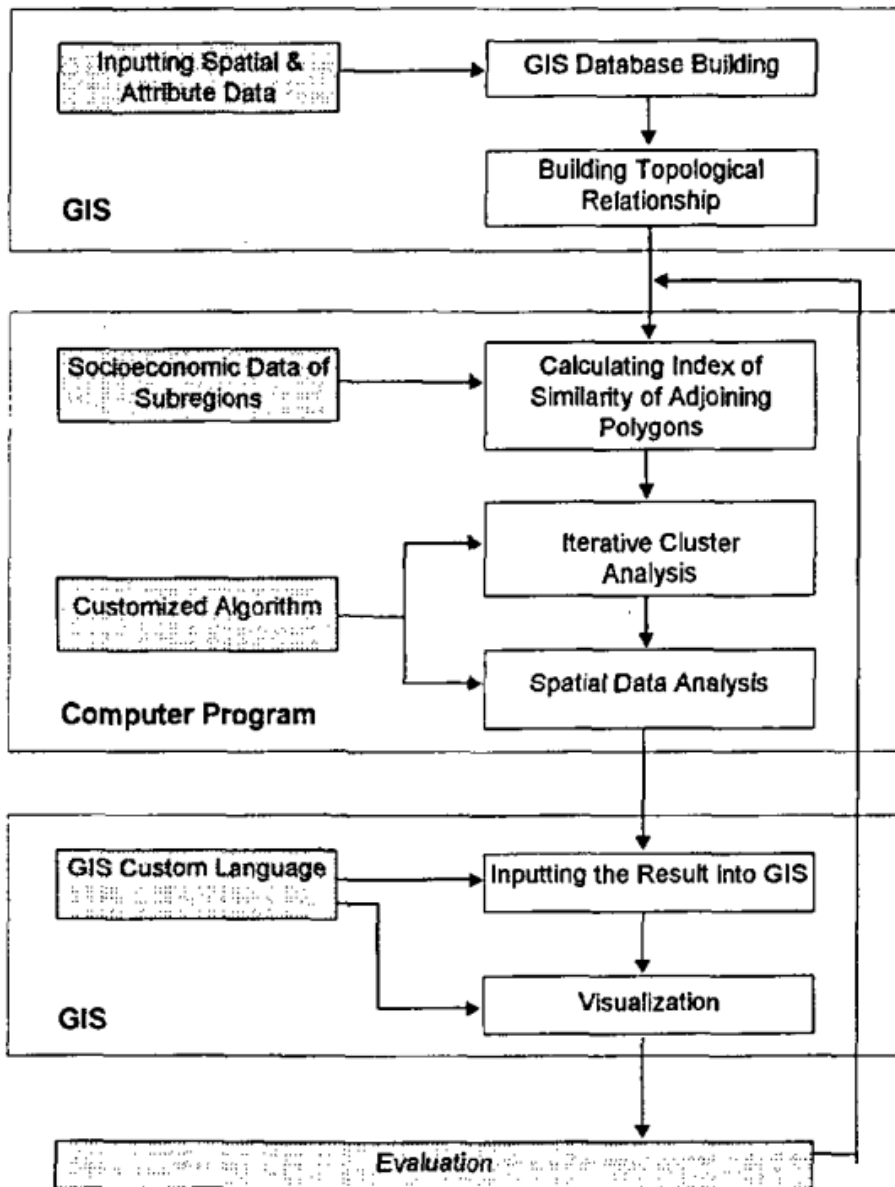 Inputting Spatial &
Attribute Data
GIS Database Building
Building Topological
Relationship
GIS
Socioeconomic Data of
Subregions
Calculating Index of
Similarity of Adjoining
Polygons
Iterative Cluster
Analysis
Customized Algorithm
Spatial Data Analysis
Computer Program
GIS Custom Language
Inputting the Result into GIS
Visualization
GIS
Evaluation